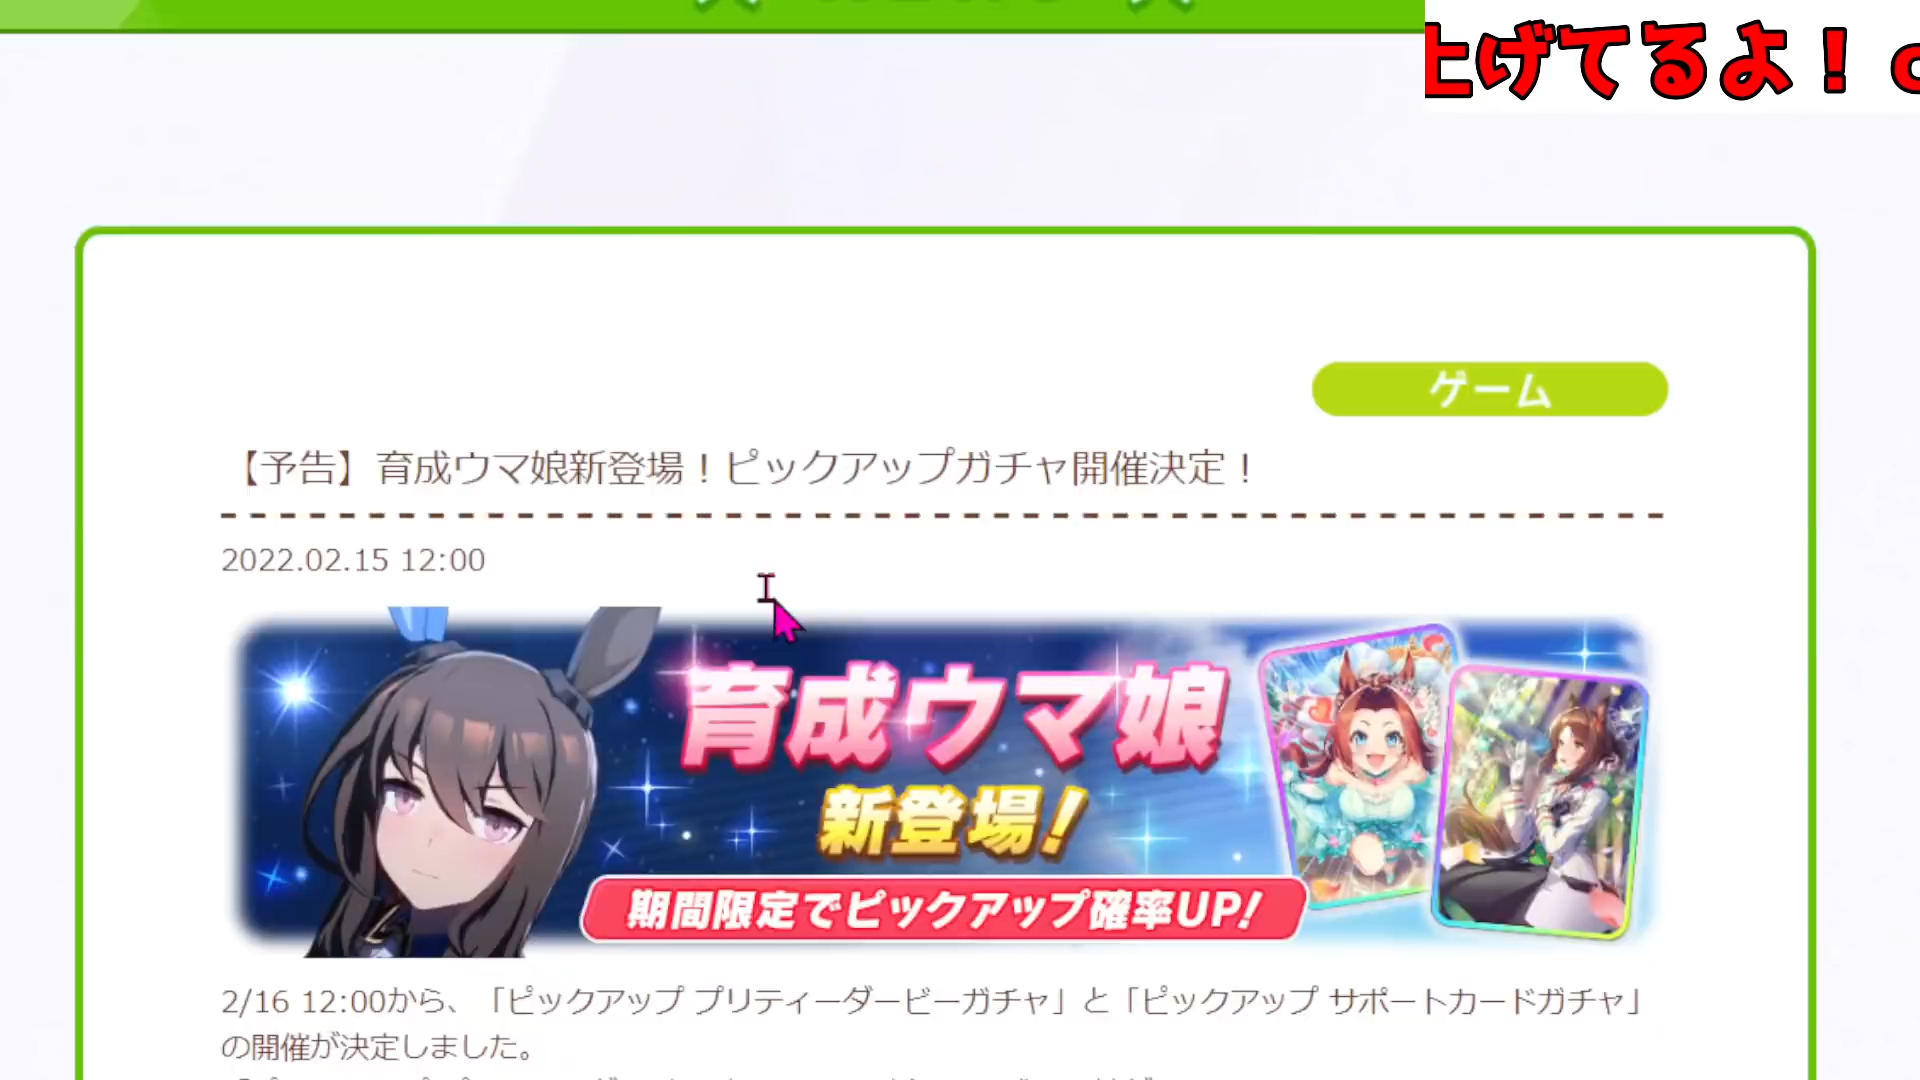 上げてるよ！
ゲーム
【予告】育成ウマ娘新登場！ピックアップガチャ開催決定！
2022.02.15 12:00
育成ウマ娘
新登場！
期間限定でピックアップ確率UP！
2/16 12:00から、「ピックアップ プリティーダービーガチャ」と「ピックアップ サポートカードガチャ」
の開催が決定しました。